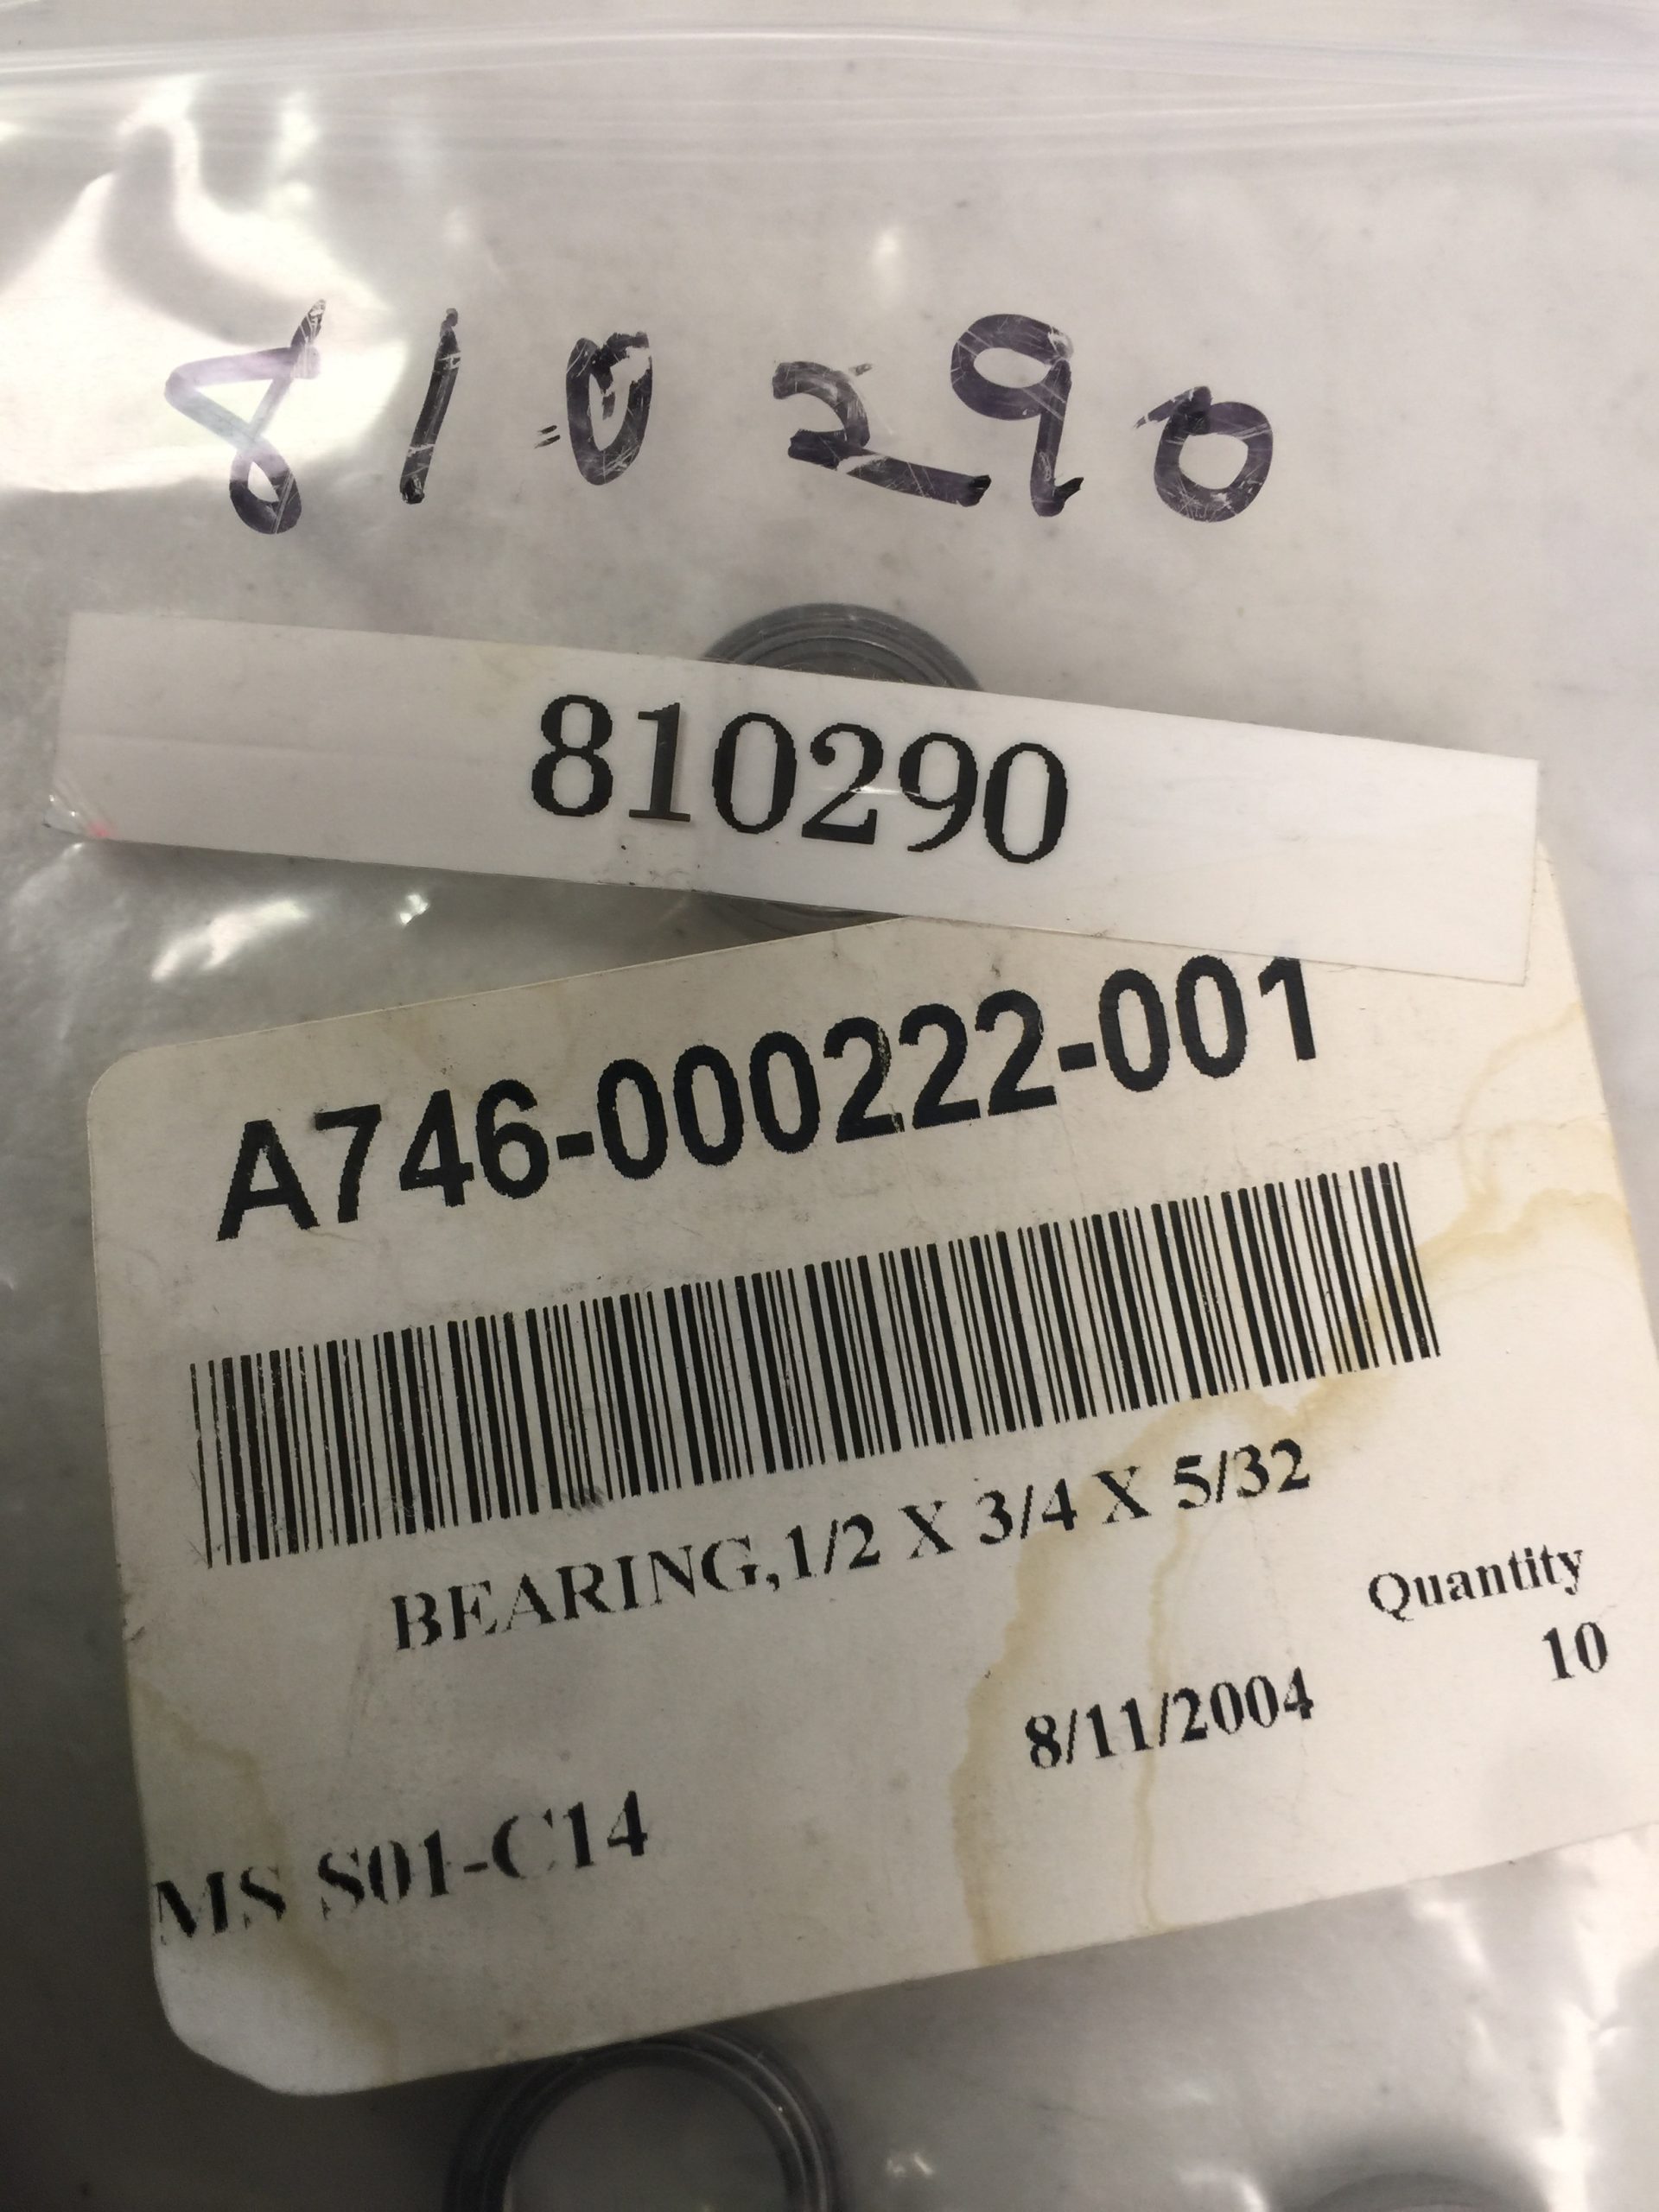 810290
810290
A746-000222-001
BEARING,1/2 X 3/4 X 5/32
Quantity
10
8/11/2004
MS S01-C14